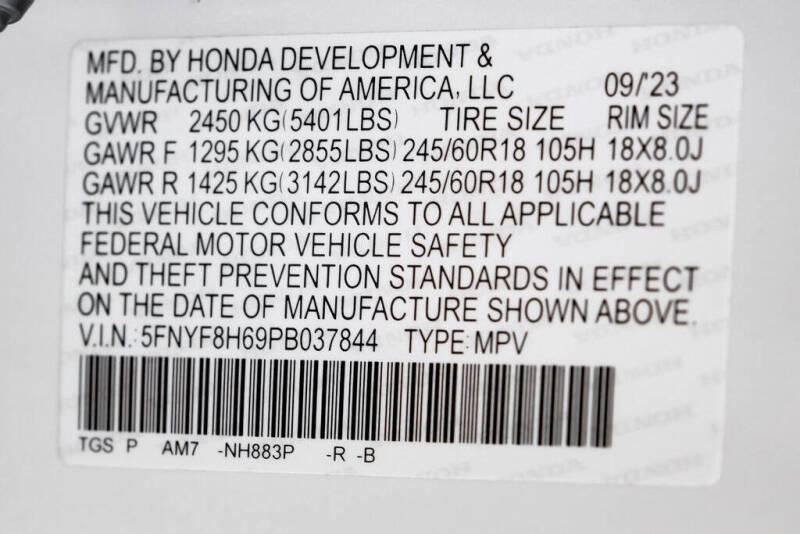 MFD. BY HONDA DEVELOPMENT &
MANUFACTURING OF AMERICA, LLC 09/'23
GVWR 2450 KG(5401LBS) TIRE SIZE RIM SIZE
GAWR F 1295 KG(2855LBS) 245/60R18 105H 18X8.0J
GAWR R 1425 KG(3142LBS) 245/60R18 105H 18X8.0J
THIS VEHICLE CONFORMS TO ALL APPLICABLE
FEDERAL MOTOR VEHICLE SAFETY
AND THEFT PREVENTION STANDARDS IN EFFECT
ON THE DATE OF MANUFACTURE SHOWN ABOVE.
V.I.N.: 5FNYF8H69PB037844 TYPE: MPV
TGS P AM7 -NH883P -R -B